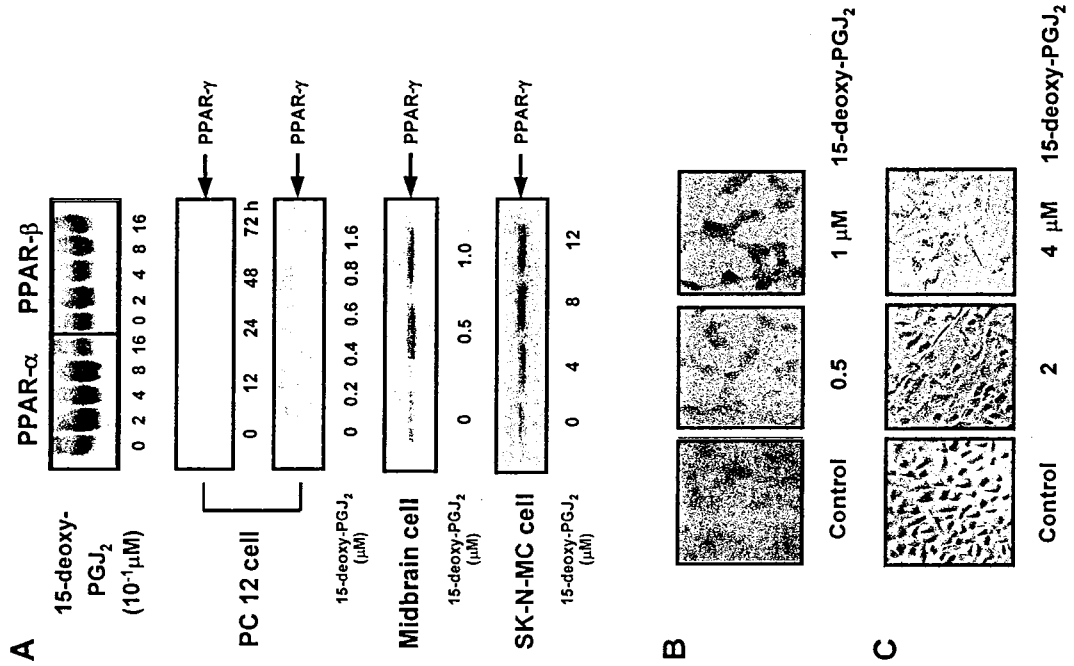 A
PPAR-α PPAR-β
15-deoxy-
PGJ₂
(10⁻¹μM)
0 2 4 8 16 0 2 4 8 16
PC 12 cell
PPAR-γ
0 12 24 48 72 h
PPAR-γ
15-deoxy-PGJ₂
(μM)
0 0.2 0.4 0.6 0.8 1.6
Midbrain cell
PPAR-γ
15-deoxy-PGJ₂
(μM)
0 0.5 1.0
SK-N-MC cell
PPAR-γ
15-deoxy-PGJ₂
(μM)
0 4 8 12
B
Control 0.5 1 μM 15-deoxy-PGJ₂
C
Control 2 4 μM 15-deoxy-PGJ₂